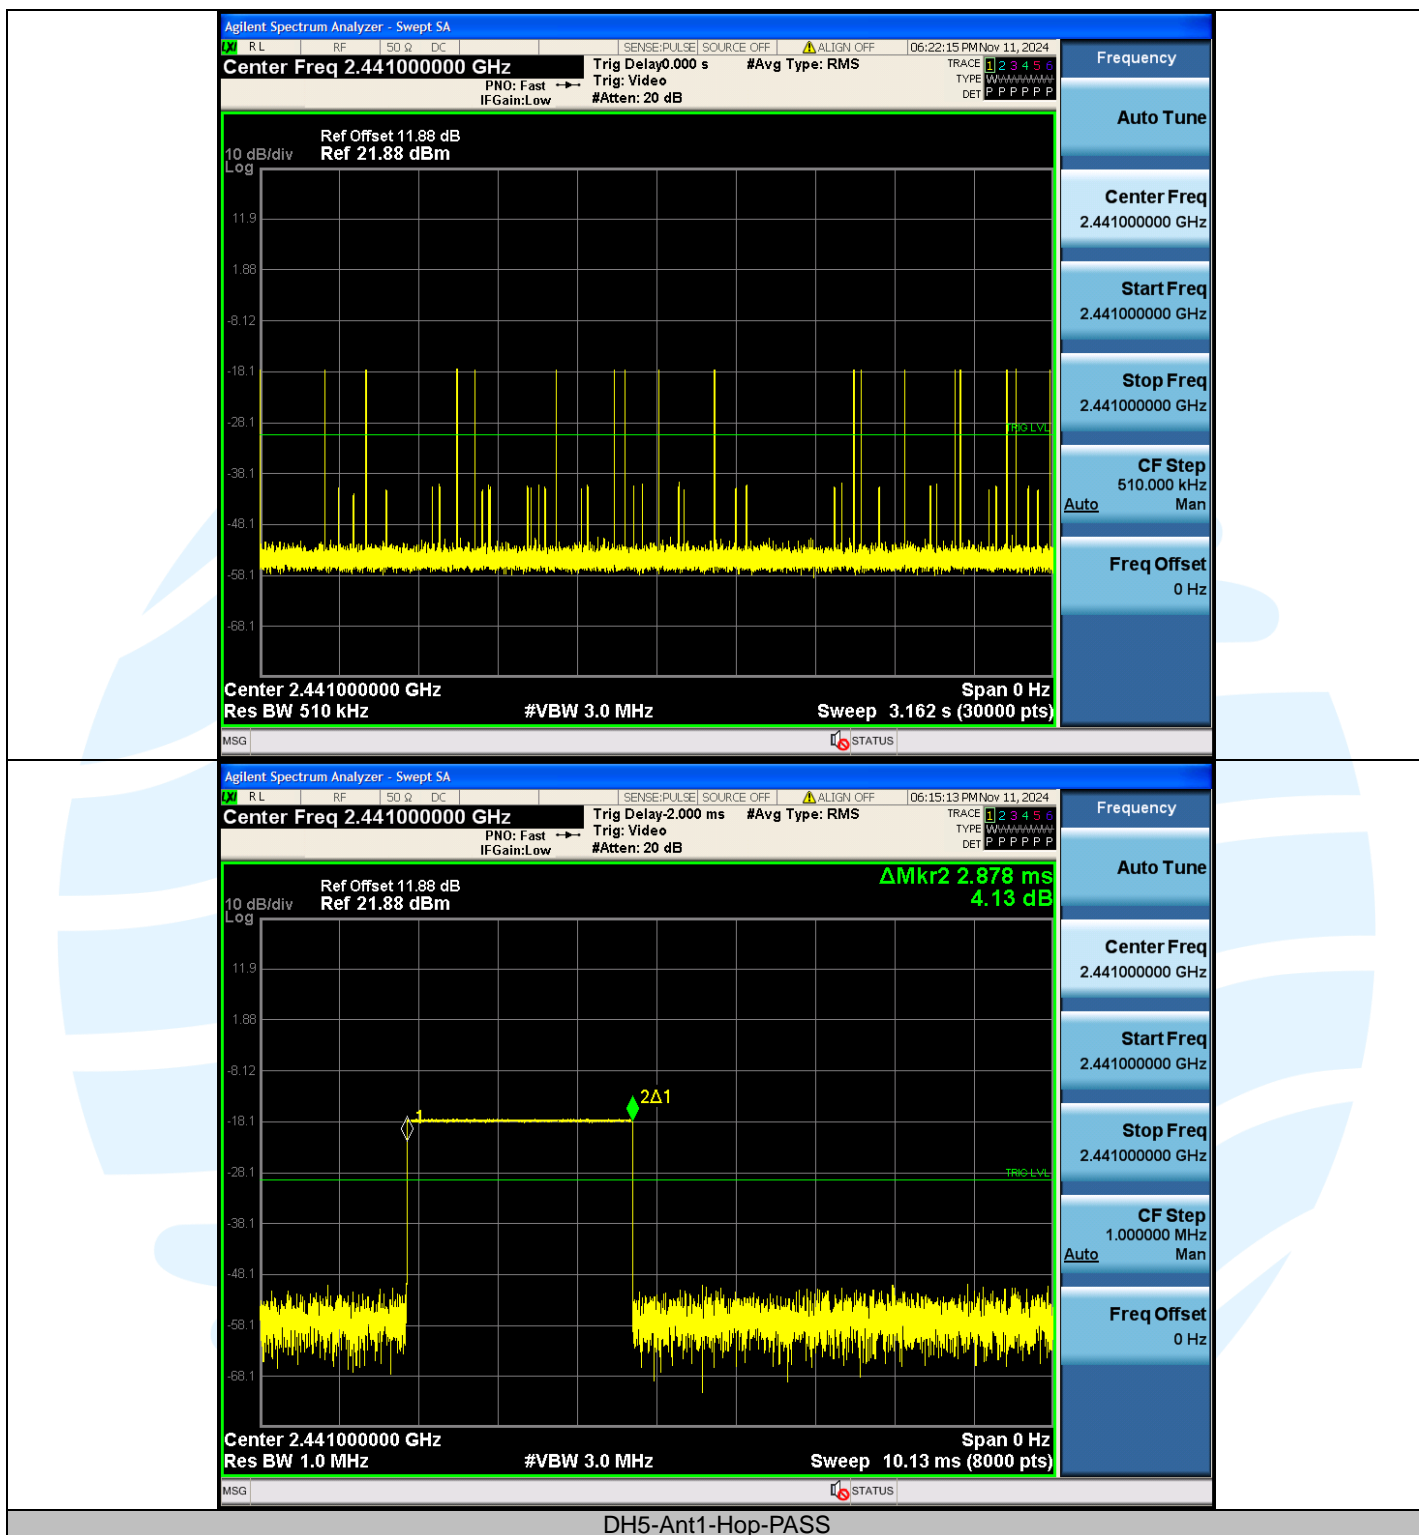 Agilent Spectrum Analyzer - Swept SA
LXI RL RF 50 Ω DC SENSE:PULSE SOURCE OFF ALIGN OFF 06:22:15 PM Nov 11, 2024
Center Freq 2.441000000 GHz
PNO: Fast
IFGain:Low
Trig Delay0.000 s
Trig: Video
#Atten: 20 dB
#Avg Type: RMS
TRACE 1 2 3 4 5 6
TYPE WWWWWW
DET P P P P P P
Ref Offset 11.88 dB
10 dB/div Ref 21.88 dBm
Log
11.9
1.88
-8.12
-18.1
-28.1
TRIG LVL
-38.1
-48.1
-58.1
-68.1
Center 2.441000000 GHz Span 0 Hz
Res BW 510 kHz #VBW 3.0 MHz Sweep 3.162 s (30000 pts)
MSG STATUS
Frequency
Auto Tune
Center Freq
2.441000000 GHz
Start Freq
2.441000000 GHz
Stop Freq
2.441000000 GHz
CF Step
510.000 kHz
Auto Man
Freq Offset
0 Hz
Agilent Spectrum Analyzer - Swept SA
LXI RL RF 50 Ω DC SENSE:PULSE SOURCE OFF ALIGN OFF 06:15:13 PM Nov 11, 2024
Center Freq 2.441000000 GHz
PNO: Fast
IFGain:Low
Trig Delay-2.000 ms
Trig: Video
#Atten: 20 dB
#Avg Type: RMS
TRACE 1 2 3 4 5 6
TYPE WWWWWW
DET P P P P P P
ΔMkr2 2.878 ms
4.13 dB
Ref Offset 11.88 dB
10 dB/div Ref 21.88 dBm
Log
11.9
1.88
-8.12
2Δ1
1
-18.1
-28.1
TRIG LVL
-38.1
-48.1
-58.1
-68.1
Center 2.441000000 GHz Span 0 Hz
Res BW 1.0 MHz #VBW 3.0 MHz Sweep 10.13 ms (8000 pts)
MSG STATUS
Frequency
Auto Tune
Center Freq
2.441000000 GHz
Start Freq
2.441000000 GHz
Stop Freq
2.441000000 GHz
CF Step
1.000000 MHz
Auto Man
Freq Offset
0 Hz
DH5-Ant1-Hop-PASS